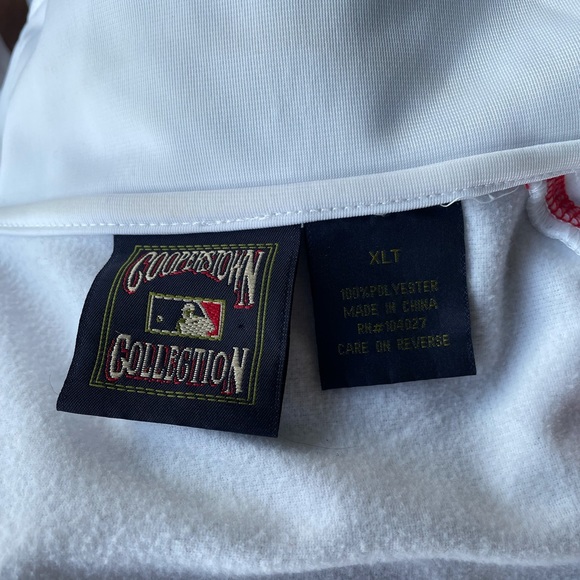 COOPERSTOWN
COLLECTION
XLT
100%POLYESTER
MADE IN CHINA
RN#104027
CARE ON REVERSE